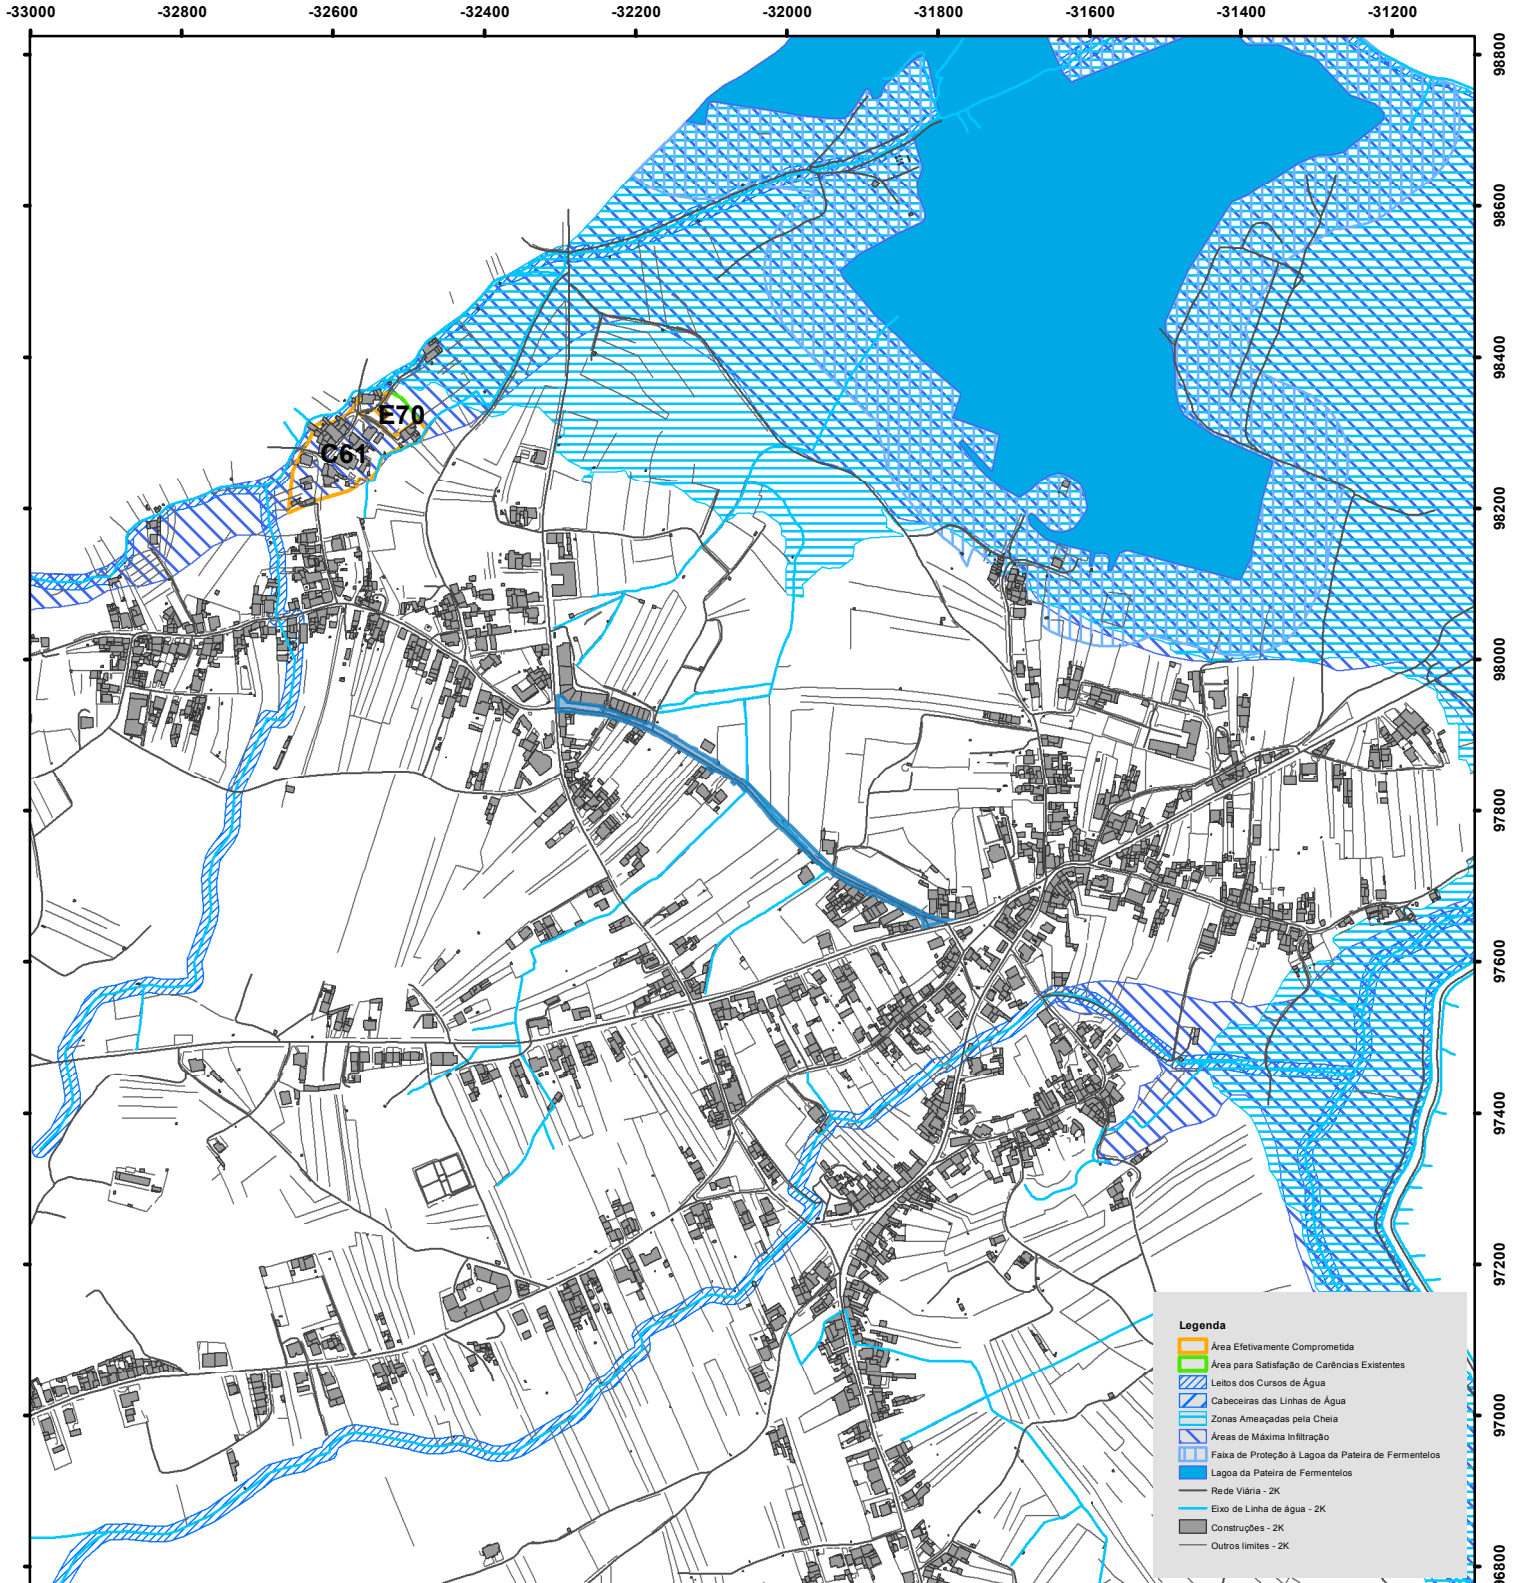 -33000 -32800 -32600 -32400 -32200 -32000 -31800 -31600 -31400 -31200
98800
98600
98400
E70
C61
98200
98000
97800
97600
97400
97200
Legenda
Área Efetivamente Comprometida
Área para Satisfação de Carências Existentes
Leitos dos Cursos de Água
Cabeceiras das Linhas de Água
Zonas Ameaçadas pela Cheia
Áreas de Máxima Infiltração
Faixa de Proteção à Lagoa da Pateira de Fermentelos
Lagoa da Pateira de Fermentelos
Rede Viária - 2K
Eixo de Linha de água - 2K
Construções - 2K
Outros limites - 2K
97000
96800